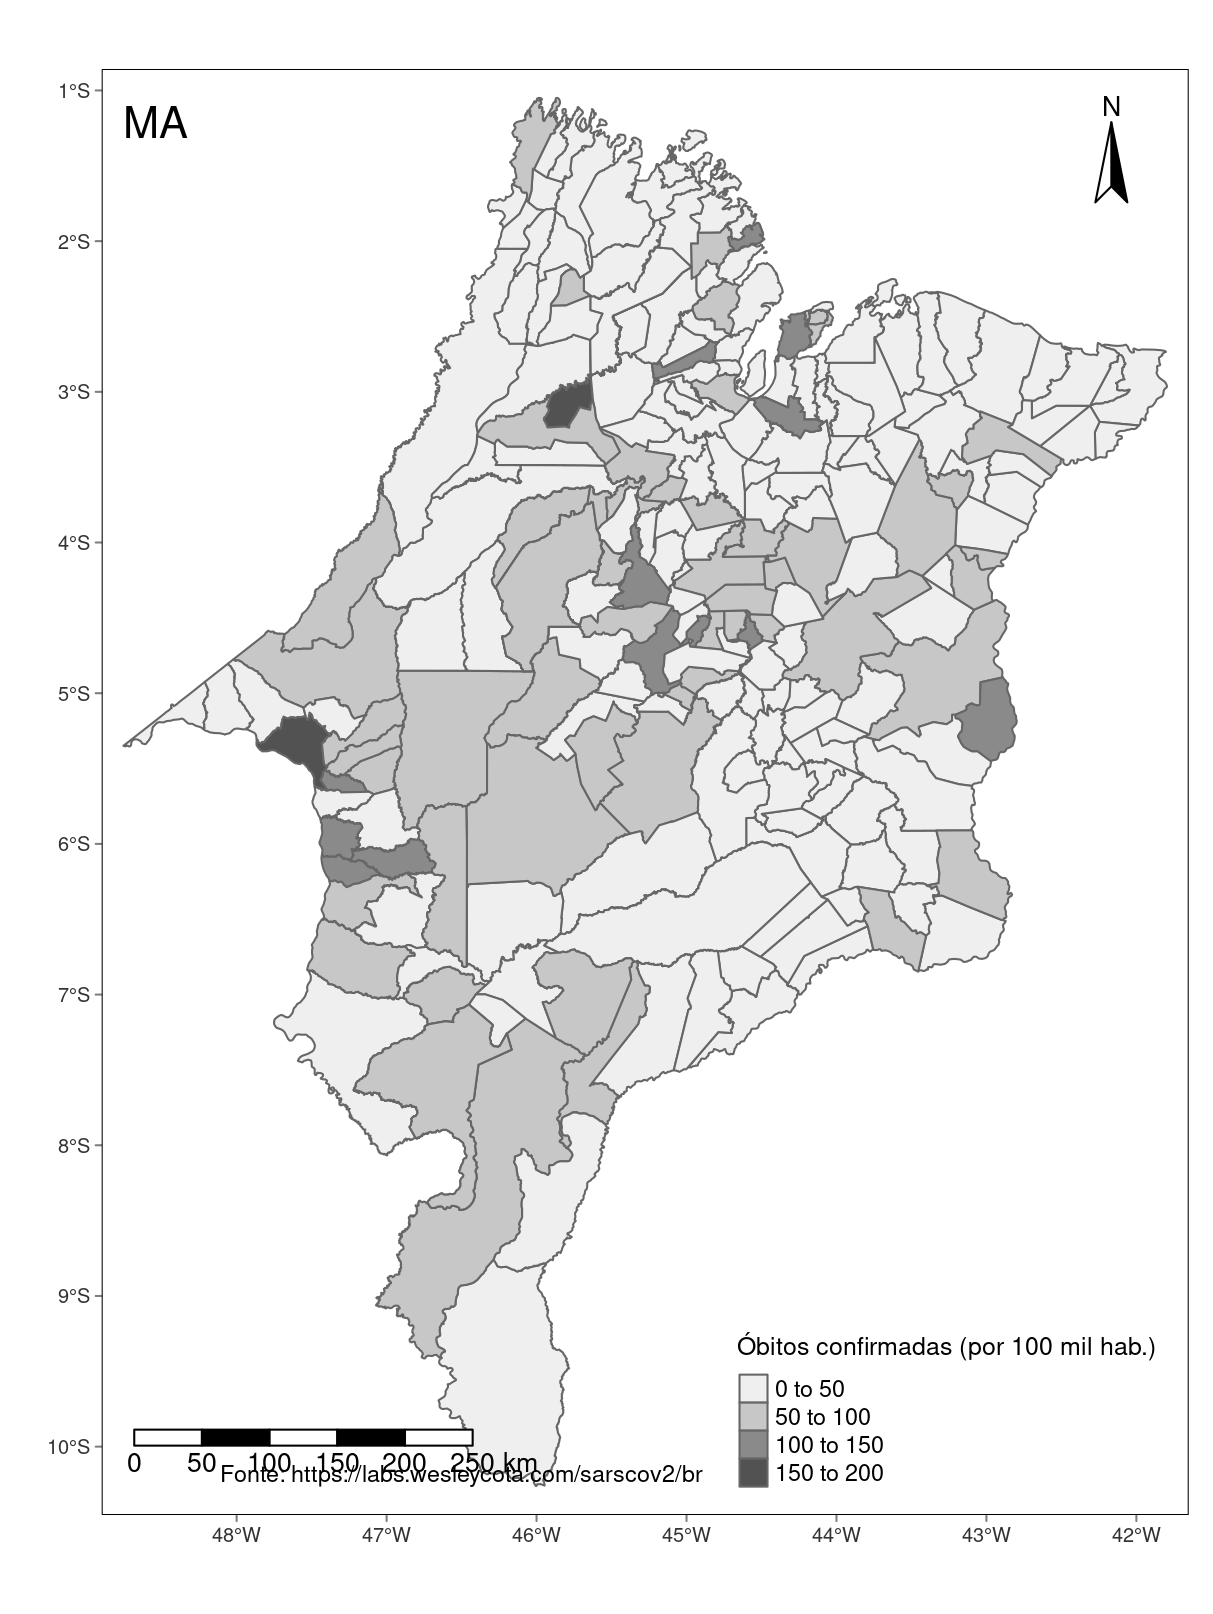 MA
N
1°S
2°S
3°S
4°S
5°S
6°S
7°S
8°S
9°S
10°S
Óbitos confirmadas (por 100 mil hab.)
0 to 50
50 to 100
100 to 150
150 to 200
0 50 100 150 200 250 km
Fonte: https://labs.wesleycota.com/sarscov2/br
48°W 47°W 46°W 45°W 44°W 43°W 42°W